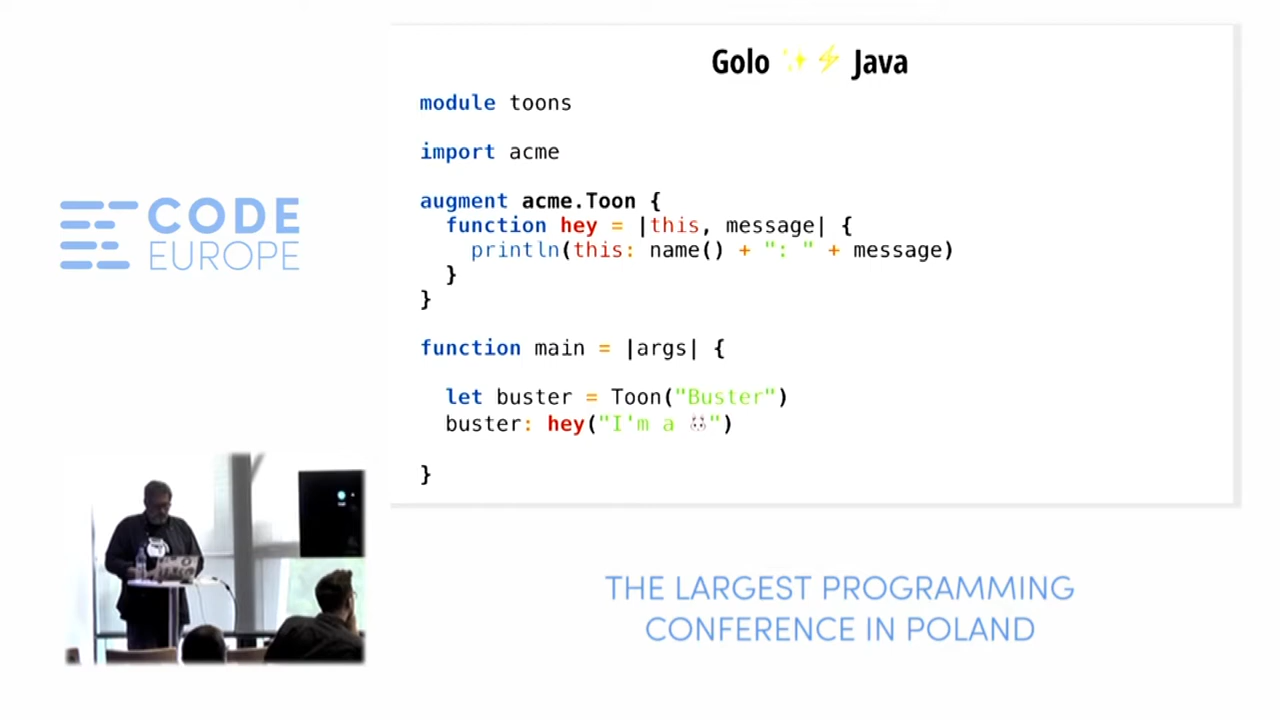 Golo ✨⚡ Java
module toons
import acme
augment acme.Toon {
function hey = |this, message| {
println(this: name() + ": " + message)
}
}
function main = |args| {
let buster = Toon("Buster")
buster: hey("I'm a 🐰")
}
CODE
EUROPE
THE LARGEST PROGRAMMING
CONFERENCE IN POLAND